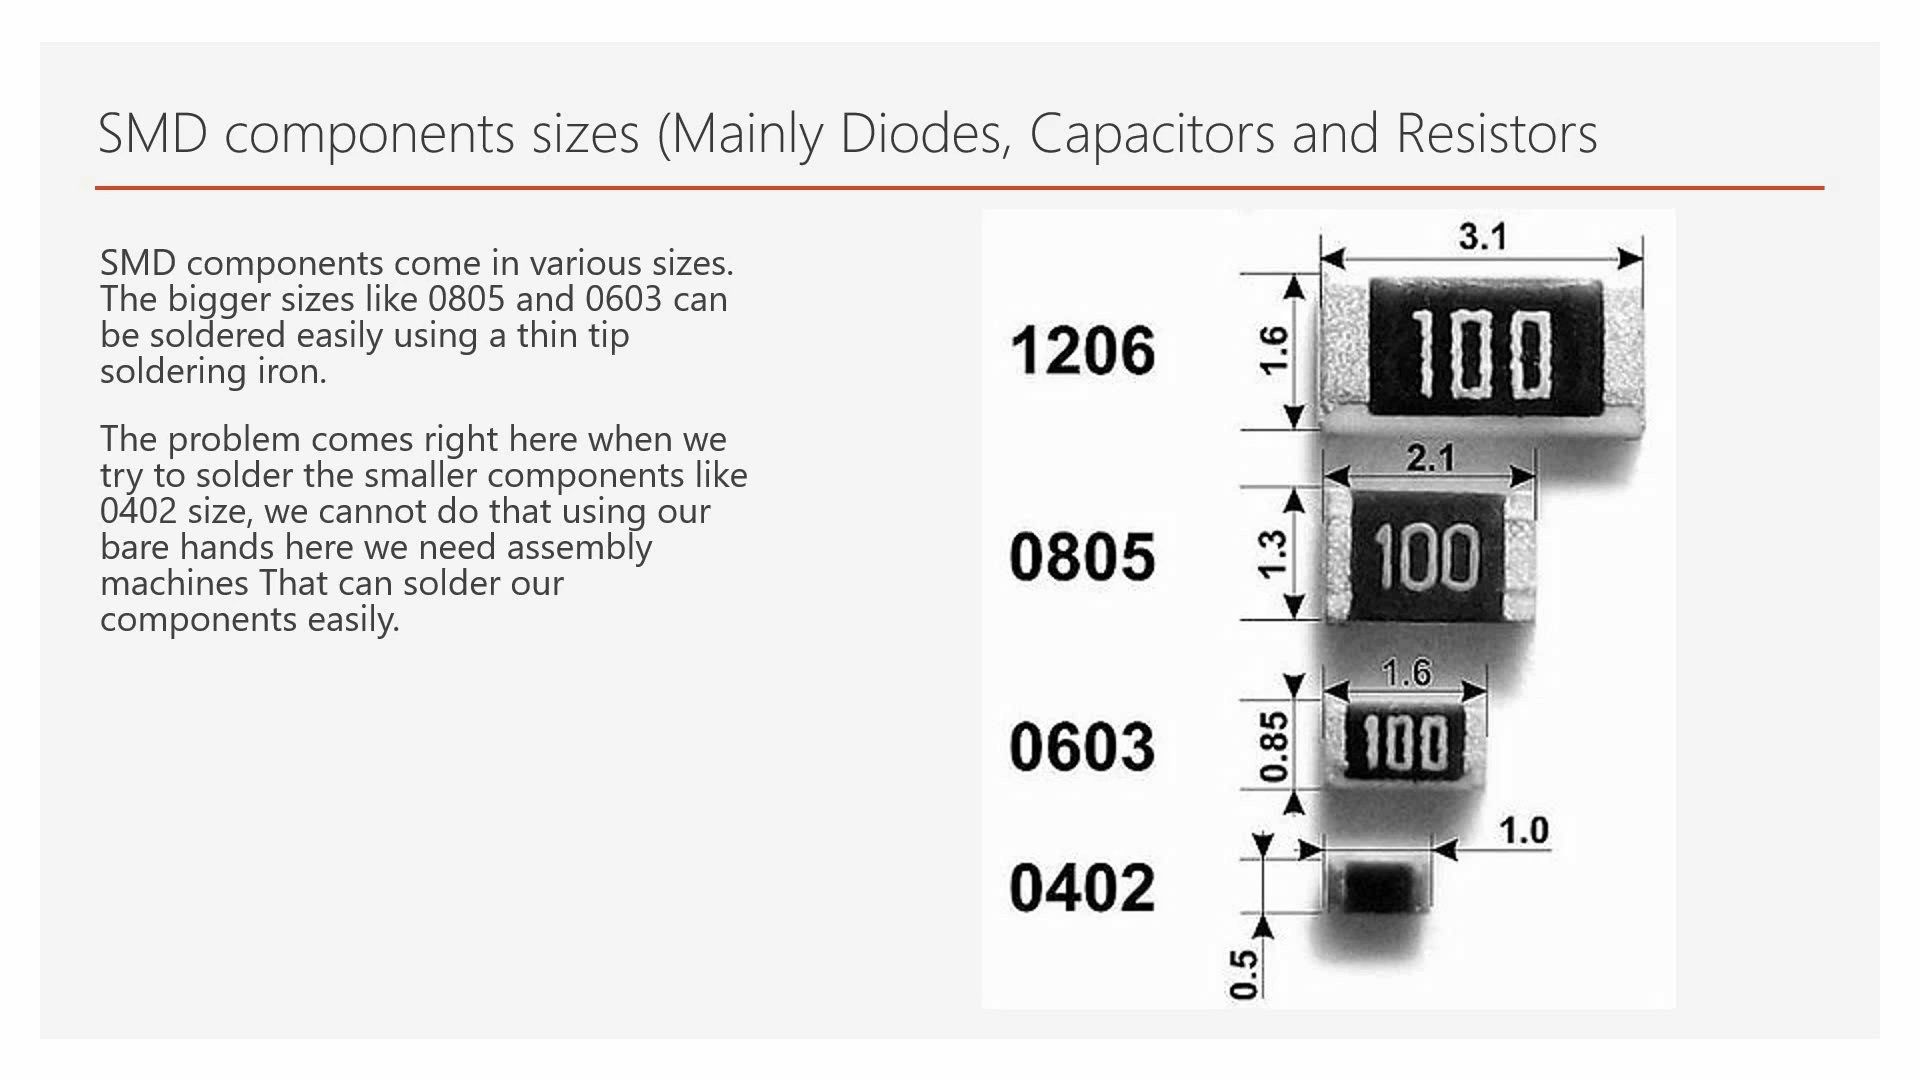 SMD components sizes (Mainly Diodes, Capacitors and Resistors
SMD components come in various sizes.
The bigger sizes like 0805 and 0603 can
be soldered easily using a thin tip
soldering iron.
The problem comes right here when we
try to solder the smaller components like
0402 size, we cannot do that using our
bare hands here we need assembly
machines That can solder our
components easily.
3.1
1206
1.6
100
2.1
0805
1.3
100
1.6
0603
0.85
100
1.0
0402
0.5